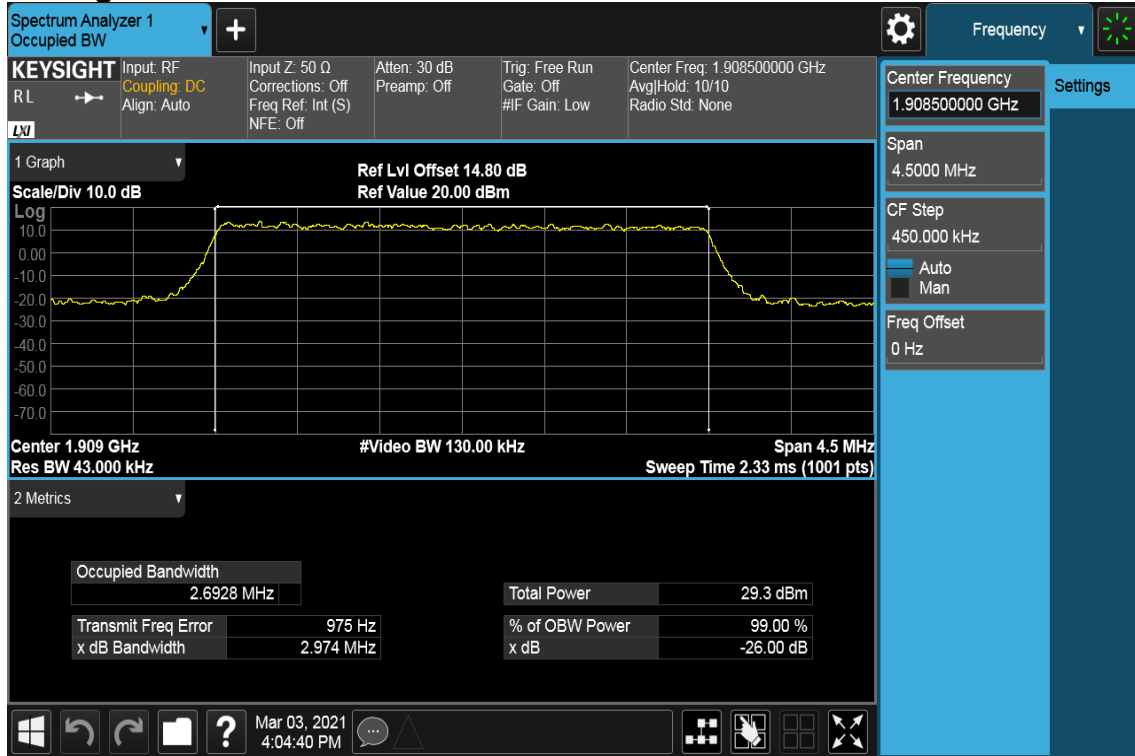 Spectrum Analyzer 1
Occupied BW
+
Frequency
KEYSIGHT
RL
LXI
Input: RF
Coupling: DC
Align: Auto
Input Z: 50 Ω
Corrections: Off
Freq Ref: Int (S)
NFE: Off
Atten: 30 dB
Preamp: Off
Trig: Free Run
Gate: Off
#IF Gain: Low
Center Freq: 1.908500000 GHz
Avg|Hold: 10/10
Radio Std: None
Center Frequency
1.908500000 GHz
Settings
Span
4.5000 MHz
CF Step
450.000 kHz
Auto
Man
Freq Offset
0 Hz
1 Graph
Scale/Div 10.0 dB
Ref Lvl Offset 14.80 dB
Ref Value 20.00 dBm
Log
10.0
0.00
-10.0
-20.0
-30.0
-40.0
-50.0
-60.0
-70.0
Center 1.909 GHz
#Video BW 130.00 kHz
Span 4.5 MHz
Res BW 43.000 kHz
Sweep Time 2.33 ms (1001 pts)
2 Metrics
Occupied Bandwidth
2.6928 MHz
Total Power 29.3 dBm
Transmit Freq Error 975 Hz
% of OBW Power 99.00 %
x dB Bandwidth 2.974 MHz
x dB -26.00 dB
?
Mar 03, 2021
4:04:40 PM